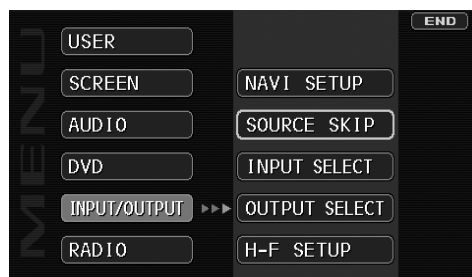 END
MENU
USER
SCREEN
AUDIO
DVD
INPUT/OUTPUT
RADIO
NAVI SETUP
SOURCE SKIP
INPUT SELECT
OUTPUT SELECT
H-F SETUP